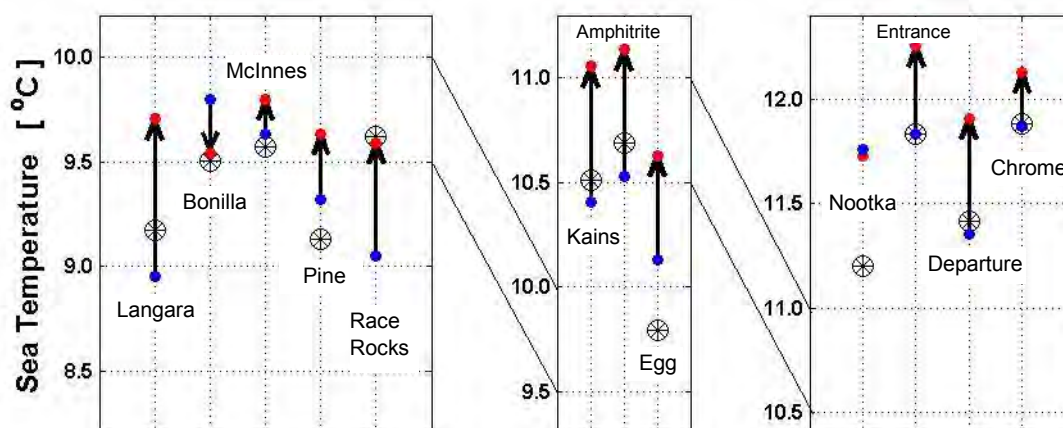 Sea Temperature [ °C]
10.0
9.5
9.0
8.5
McInnes
Bonilla
Langara
Pine
Race
Rocks
11.0
10.5
10.0
9.5
Amphitrite
Kains
Egg
12.0
11.5
11.0
10.5
Entrance
Chrome
Nootka
Departure